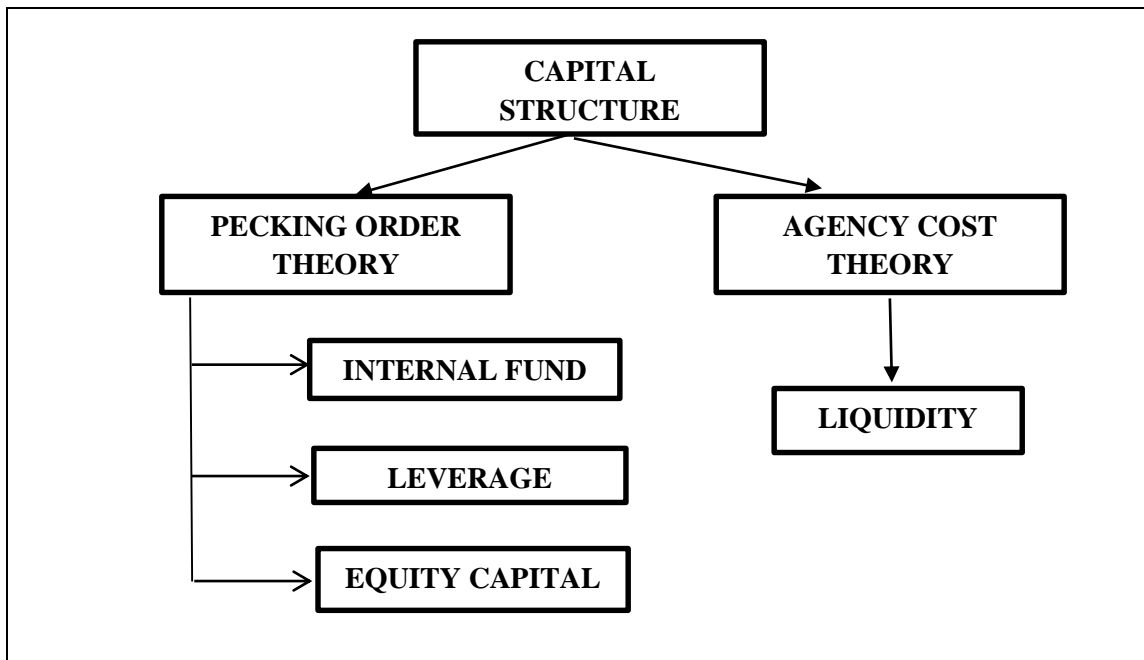 CAPITAL
STRUCTURE
PECKING ORDER
THEORY
AGENCY COST
THEORY
INTERNAL FUND
LIQUIDITY
LEVERAGE
EQUITY CAPITAL